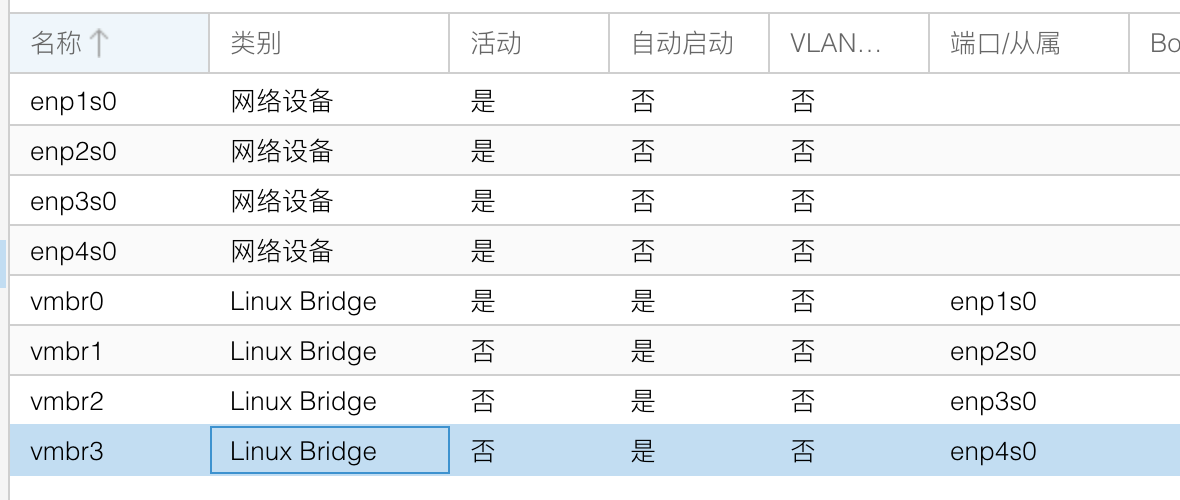 名称 类别 活动 自动启动 VLAN... 端口/从属 Bo
enp1s0 网络设备 是 否 否
enp2s0 网络设备 是 否 否
enp3s0 网络设备 是 否 否
enp4s0 网络设备 是 否 否
vmbr0 Linux Bridge 是 是 否 enp1s0
vmbr1 Linux Bridge 否 是 否 enp2s0
vmbr2 Linux Bridge 否 是 否 enp3s0
vmbr3 Linux Bridge 否 是 否 enp4s0